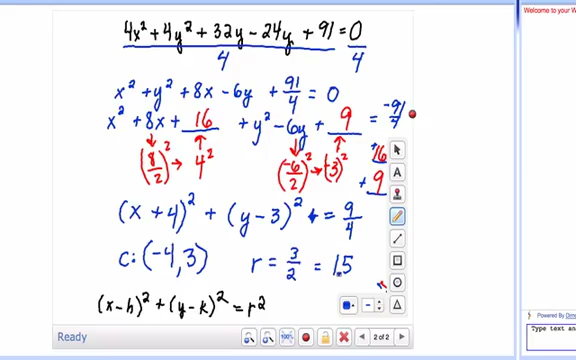 4x² + 4y² + 32y - 24y + 91 = 0
4 4
x² + y² + 8x - 6y + 91/4 = 0
x² + 8x + 16 + y² - 6y + 9 = -91/4
(8/2)² → 4² (-6/2)² → (-3)² +16
+9
(x + 4)² + (y - 3)² = 9/4
c: (-4, 3) r = 3/2 = 1.5
(x-h)² + (y-k)² = r²
Ready 100% 2 of 2
Welcome to your W
Powered by
Type text an